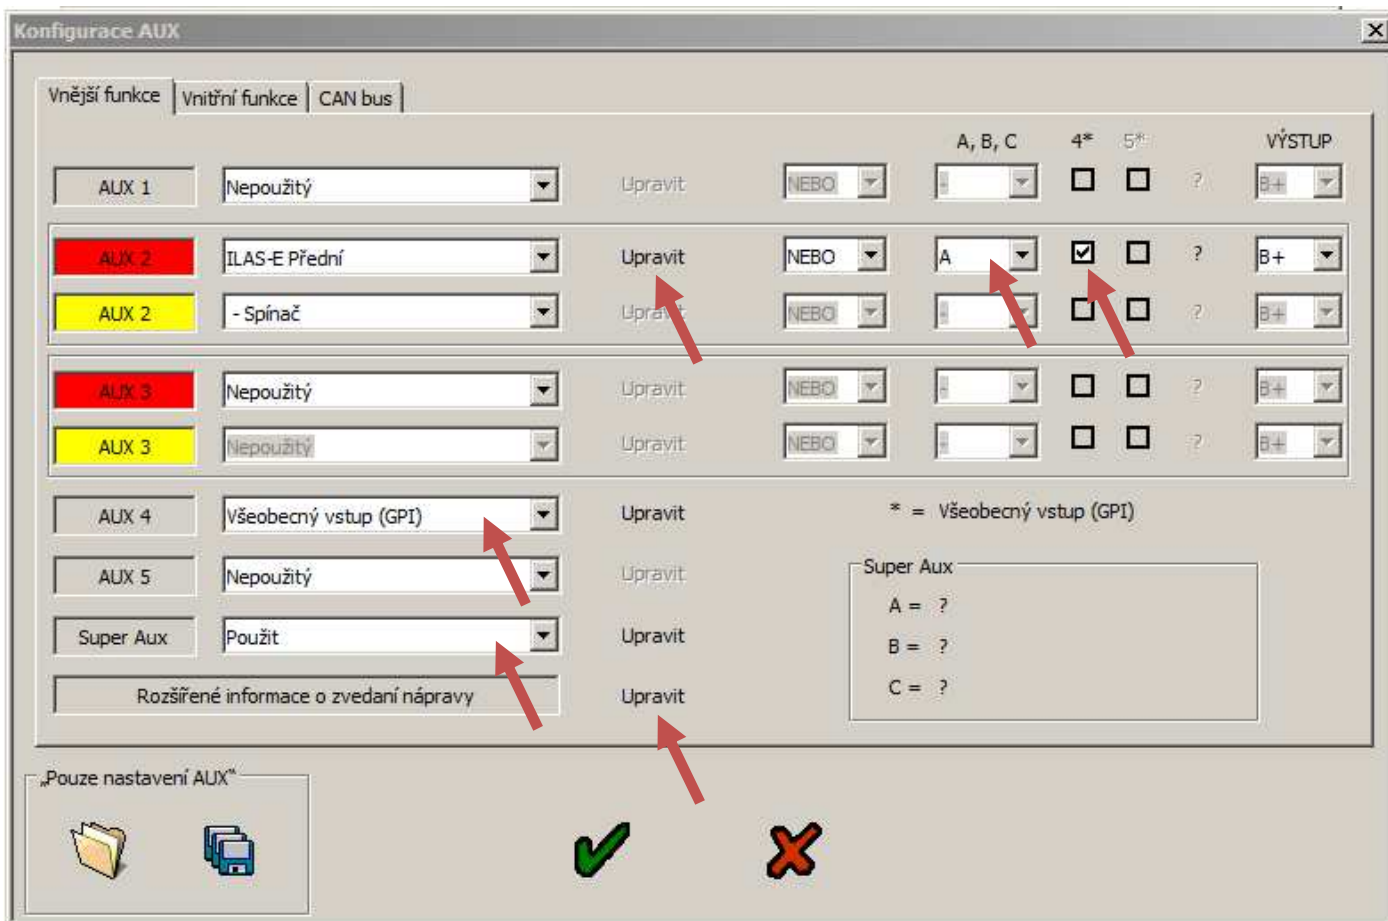 Konfigurace AUX
Vnější funkce Vnitřní funkce CAN bus
A, B, C 4* 5* VÝSTUP
AUX 1 Nepoužitý Upravit NEBO - ? B+
AUX 2 ILAS-E Přední Upravit NEBO A ? B+
AUX 2 - Spínač Upravit NEBO - ? B+
AUX 3 Nepoužitý Upravit NEBO - ? B+
AUX 3 Nepoužitý Upravit NEBO - ? B+
AUX 4 Všeobecný vstup (GPI) Upravit * = Všeobecný vstup (GPI)
AUX 5 Nepoužitý Upravit
Super Aux
A = ?
Super Aux Použit Upravit
B = ?
Rozšířené informace o zvedaní nápravy Upravit
C = ?
„Pouze nastavení AUX“